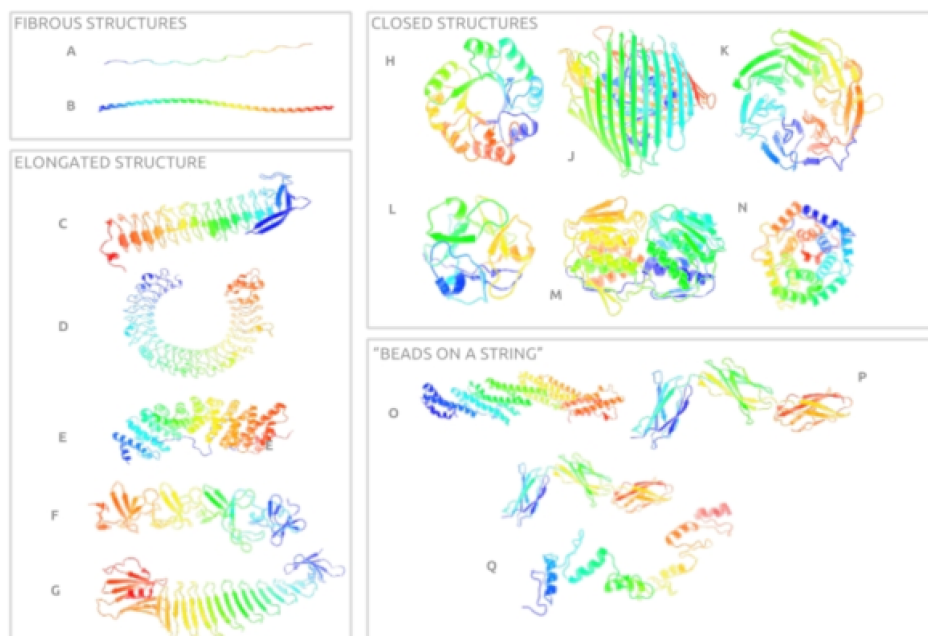 FIBROUS STRUCTURES
A
B
ELONGATED STRUCTURE
C
D
E
E
F
G
CLOSED STRUCTURES
H
J
K
L
M
N
"BEADS ON A STRING"
O
P
Q